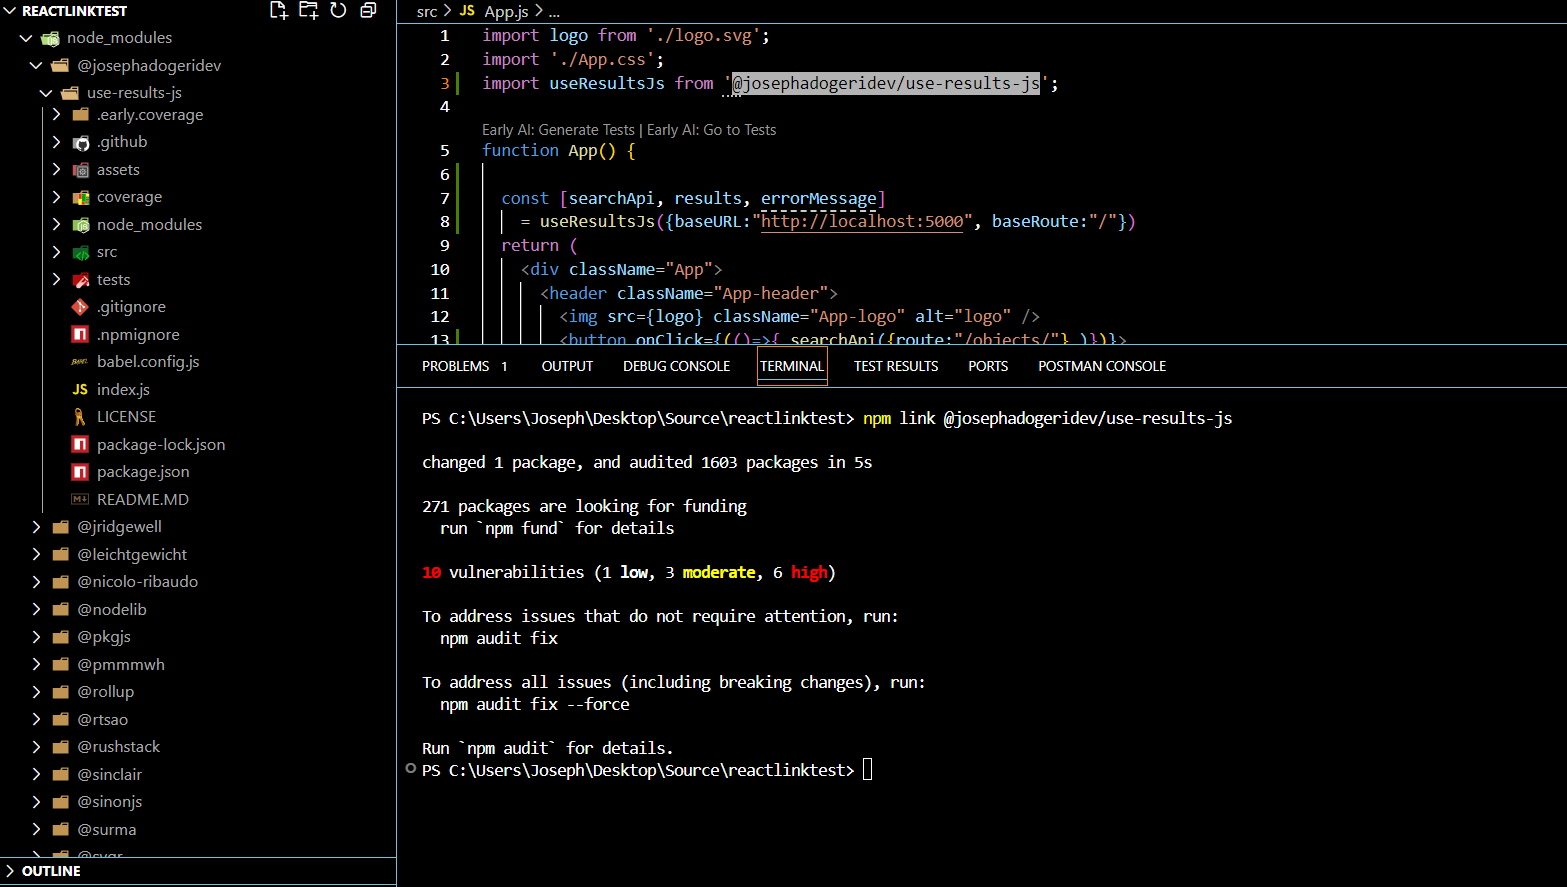 REACTLINKTEST
node_modules
@josephadogeridev
use-results-js
.early.coverage
.github
assets
coverage
node_modules
src
tests
.gitignore
.npmignore
babel.config.js
JS index.js
LICENSE
package-lock.json
package.json
README.MD
@jridgewell
@leichtgewicht
@nicolo-ribaudo
@nodelib
@pkgjs
@pmmmwh
@rollup
@rtsao
@rushstack
@sinclair
@sinonjs
@surma
@svgr
OUTLINE
src > JS App.js > ...
1 import logo from './logo.svg';
2 import './App.css';
3 import useResultsJs from '@josephadogeridev/use-results-js';
4
Early AI: Generate Tests | Early AI: Go to Tests
5 function App() {
6
7 const [searchApi, results, errorMessage]
8 = useResultsJs({baseURL:"http://localhost:5000", baseRoute:"/"})
9 return (
10 <div className="App">
11 <header className="App-header">
12 <img src={logo} className="App-logo" alt="logo" />
13 <button onClick={(()=>{ searchApi({route:"/objects/"} )})}>
PROBLEMS 1 OUTPUT DEBUG CONSOLE TERMINAL TEST RESULTS PORTS POSTMAN CONSOLE
PS C:\Users\Joseph\Desktop\Source\reactlinktest> npm link @josephadogeridev/use-results-js
changed 1 package, and audited 1603 packages in 5s
271 packages are looking for funding
run `npm fund` for details
10 vulnerabilities (1 low, 3 moderate, 6 high)
To address issues that do not require attention, run:
npm audit fix
To address all issues (including breaking changes), run:
npm audit fix --force
Run `npm audit` for details.
PS C:\Users\Joseph\Desktop\Source\reactlinktest>